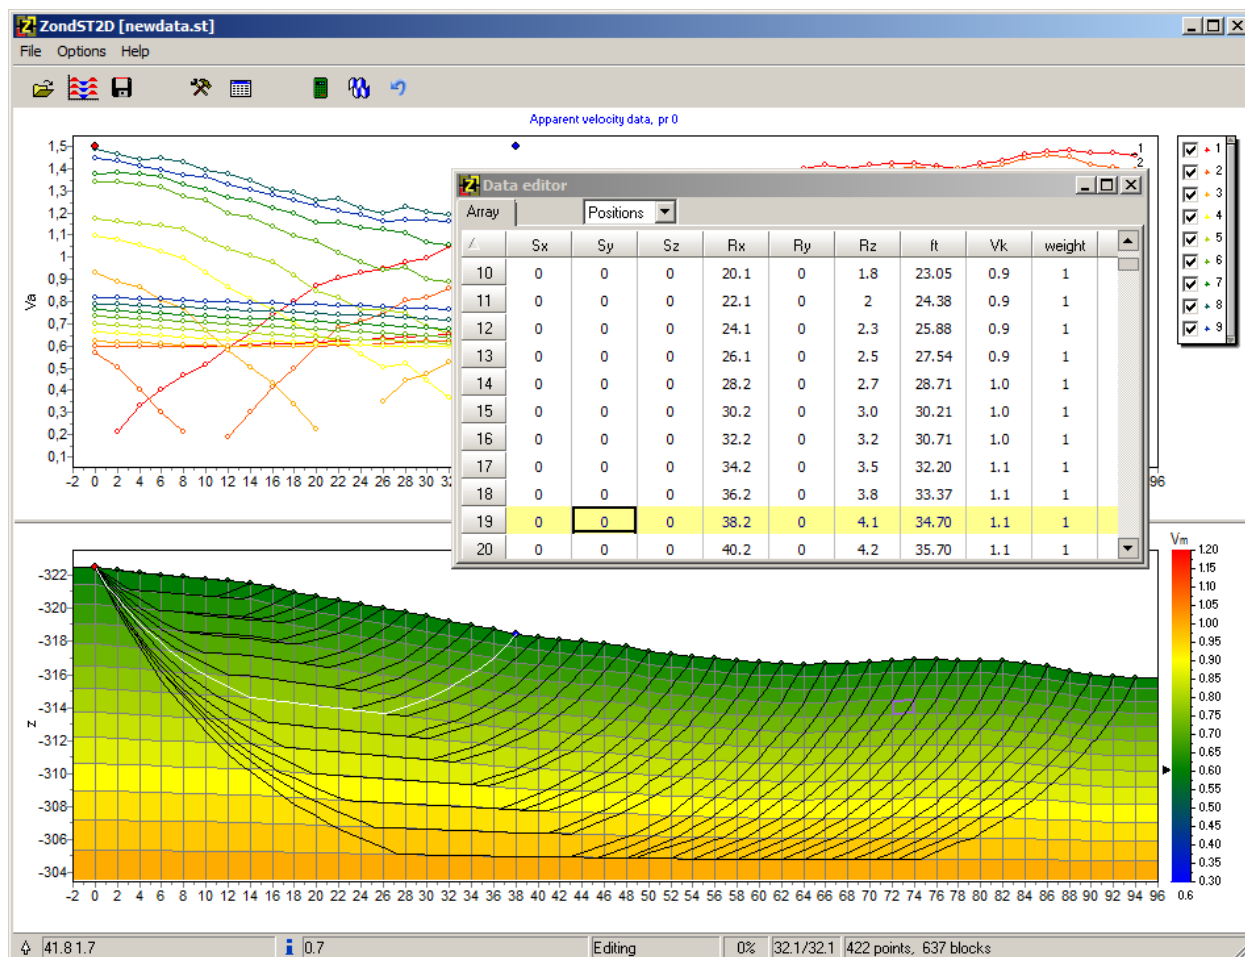 ZondST2D [newdata.st]
File Options Help
Apparent velocity data, pr 0
1,5
1,4
1,3
1,2
1,1
1
0,9
0,8
0,7
0,6
0,5
0,4
0,3
0,2
0,1
Va
-2 0 2 4 6 8 10 12 14 16 18 20 22 24 26 28 30 32
96
1
2
1
2
3
4
5
6
7
8
9
Data editor
Array Positions
Sx Sy Sz Rx Ry Rz ft Vk weight
10 0 0 0 20.1 0 1.8 23.05 0.9 1
11 0 0 0 22.1 0 2 24.38 0.9 1
12 0 0 0 24.1 0 2.3 25.88 0.9 1
13 0 0 0 26.1 0 2.5 27.54 0.9 1
14 0 0 0 28.2 0 2.7 28.71 1.0 1
15 0 0 0 30.2 0 3.0 30.21 1.0 1
16 0 0 0 32.2 0 3.2 30.71 1.0 1
17 0 0 0 34.2 0 3.5 32.20 1.1 1
18 0 0 0 36.2 0 3.8 33.37 1.1 1
19 0 0 0 38.2 0 4.1 34.70 1.1 1
20 0 0 0 40.2 0 4.2 35.70 1.1 1
-322
-320
-318
-316
-314
-312
-310
-308
-306
-304
z
-2 0 2 4 6 8 10 12 14 16 18 20 22 24 26 28 30 32 34 36 38 40 42 44 46 48 50 52 54 56 58 60 62 64 66 68 70 72 74 76 78 80 82 84 86 88 90 92 94 96
Vm
1.20
1.15
1.10
1.05
1.00
0.95
0.90
0.85
0.80
0.75
0.70
0.65
0.60
0.55
0.50
0.45
0.40
0.35
0.30
0.6
41.8 1.7 0.7 Editing 0% 32.1/32.1 422 points, 637 blocks